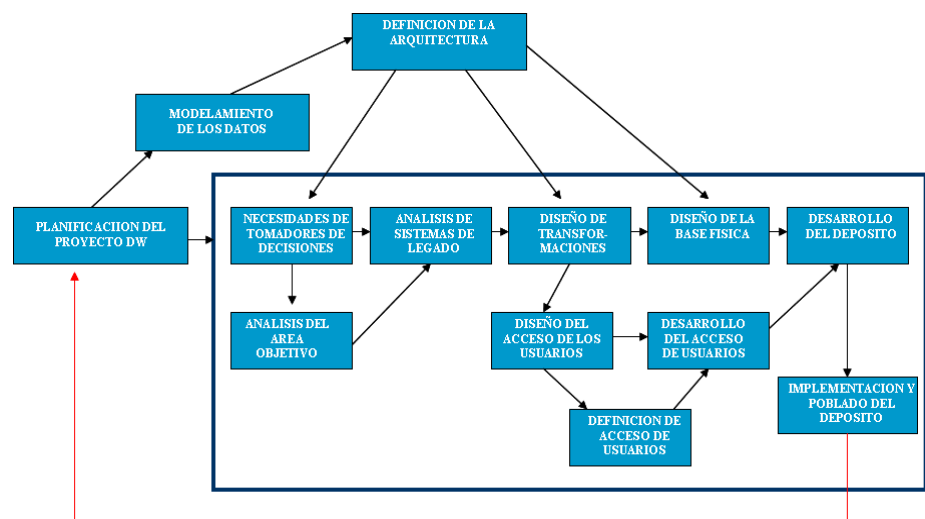 DEFINICION DE LA
ARQUITECTURA
MODELAMIENTO
DE LOS DATOS
PLANIFICACIION DEL
PROYECTO DW
NECESIDADES DE
TOMADORES DE
DECISIONES
ANALISIS DE
SISTEMAS DE
LEGADO
DISEÑO DE
TRANSFOR-
MACIONES
DISEÑO DE LA
BASE FISICA
DESARROLLO
DEL DEPOSITO
ANALISIS DEL
AREA
OBJETIVO
DISEÑO DEL
ACCESO DE LOS
USUARIOS
DESARROLLO
DEL ACCESO
DE USUARIOS
IMPLEMENTACION Y
POBLADO DEL
DEPOSITO
DEFINICION DE
ACCESO DE
USUARIOS